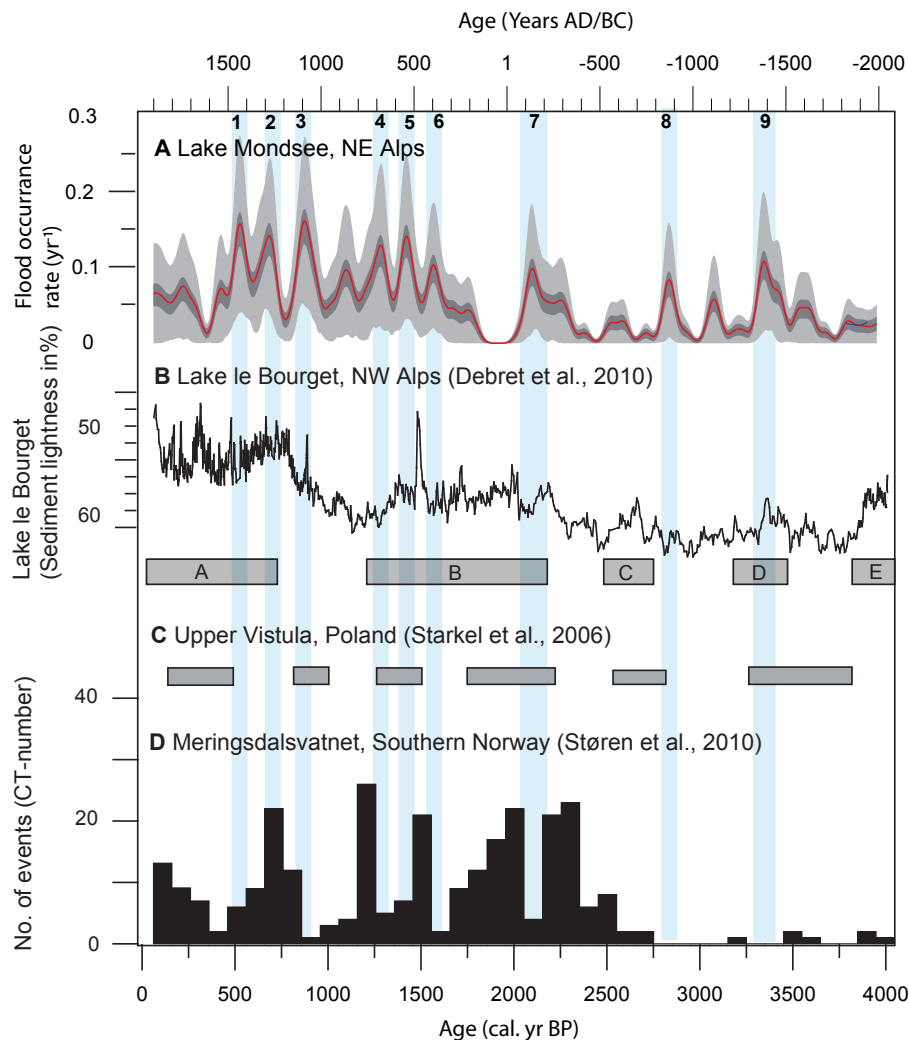 Age (Years AD/BC)
1500 1000 500 1 -500 -1000 -1500 -2000
0.3
0.2
0.1
0
Flood occurrance
rate (yr⁻¹)
1 2 3 4 5 6 7 8 9
A Lake Mondsee, NE Alps
B Lake le Bourget, NW Alps (Debret et al., 2010)
Lake le Bourget
(Sediment lightness in%)
50
60
A B C D E
C Upper Vistula, Poland (Starkel et al., 2006)
D Meringsdalsvatnet, Southern Norway (Støren et al., 2010)
No. of events (CT-number)
40
20
0
0 500 1000 1500 2000 2500 3000 3500 4000
Age (cal. yr BP)